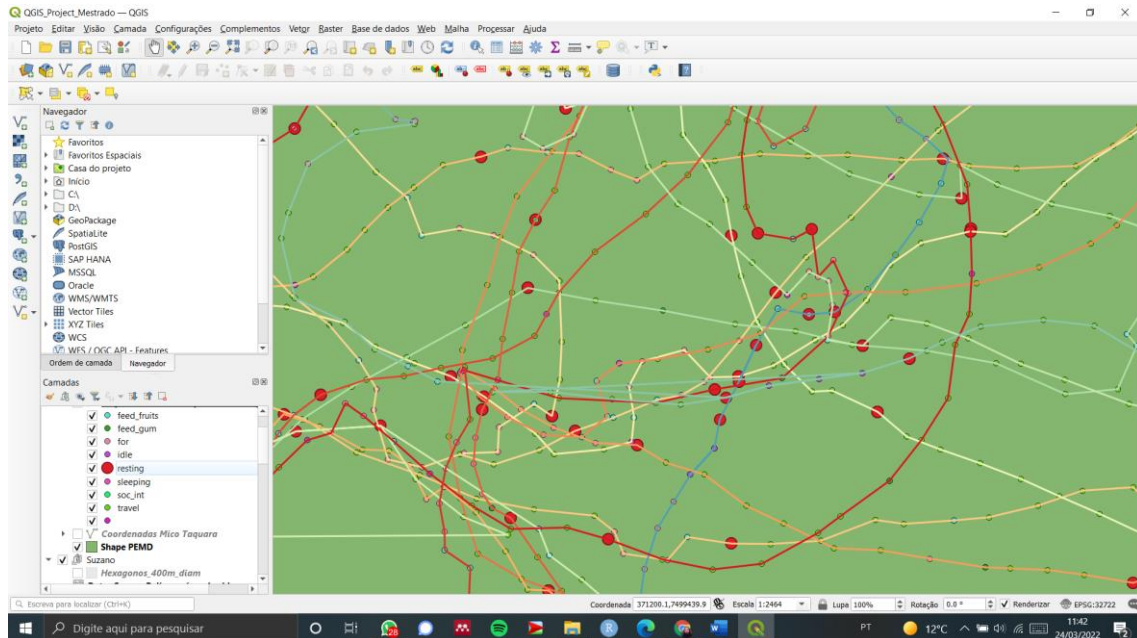 QGIS_Project_Mestrado — QGIS
Projeto Editar Visão Camada Configurações Complementos Vetor Raster Base de dados Web Malha Processar Ajuda
Navegador
Favoritos
Favoritos Espaciais
Casa do projeto
Início
C:\
D:\
GeoPackage
SpatiaLite
PostGIS
SAP HANA
MSSQL
Oracle
WMS/WMTS
Vector Tiles
XYZ Tiles
WCS
WFS / OGC API - Features
Ordem de camada Navegador
Camadas
feed_fruits
feed_gum
for
idle
resting
sleeping
soc_int
travel
Coordenadas Mico Taquara
Shape PEMD
Suzano
Hexagonos_400m_diam
Escreva para localizar (Ctrl+K)
Coordenada 371200.1,7499439.9 Escala 1:2464 Lupa 100% Rotação 0.0 ° Renderizar EPSG:32722
Digite aqui para pesquisar
28
PT
12°C
11:42
24/03/2022